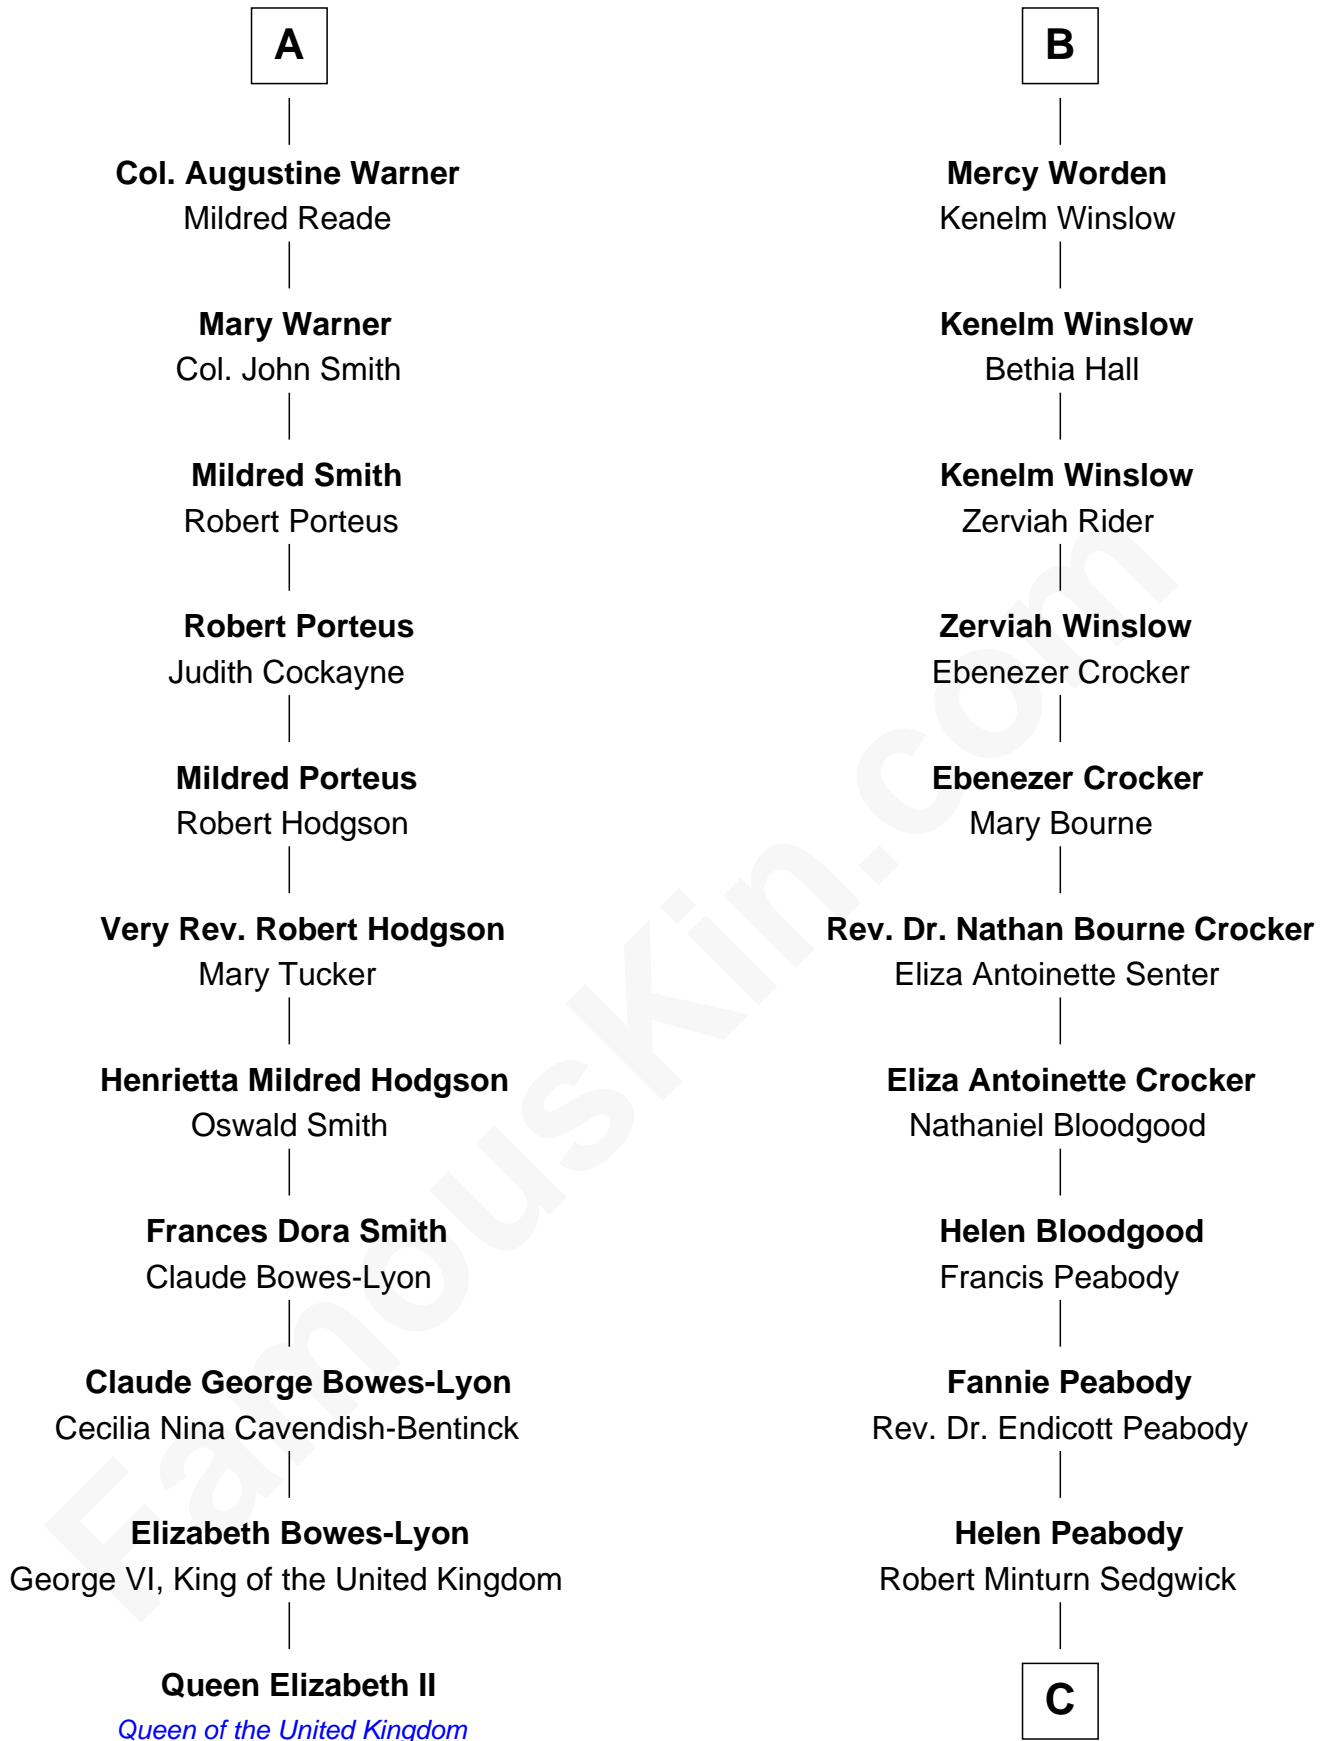 A
Col. Augustine Warner
Mildred Reade
Mary Warner
Col. John Smith
Mildred Smith
Robert Porteus
Robert Porteus
Judith Cockayne
Mildred Porteus
Robert Hodgson
Very Rev. Robert Hodgson
Mary Tucker
Henrietta Mildred Hodgson
Oswald Smith
Frances Dora Smith
Claude Bowes-Lyon
Claude George Bowes-Lyon
Cecilia Nina Cavendish-Bentinck
Elizabeth Bowes-Lyon
George VI, King of the United Kingdom
Queen Elizabeth II
Queen of the United Kingdom
B
Mercy Worden
Kenelm Winslow
Kenelm Winslow
Bethia Hall
Kenelm Winslow
Zerviah Rider
Zerviah Winslow
Ebenezer Crocker
Ebenezer Crocker
Mary Bourne
Rev. Dr. Nathan Bourne Crocker
Eliza Antoinette Senter
Eliza Antoinette Crocker
Nathaniel Bloodgood
Helen Bloodgood
Francis Peabody
Fannie Peabody
Rev. Dr. Endicott Peabody
Helen Peabody
Robert Minturn Sedgwick
C
FamousKin.com